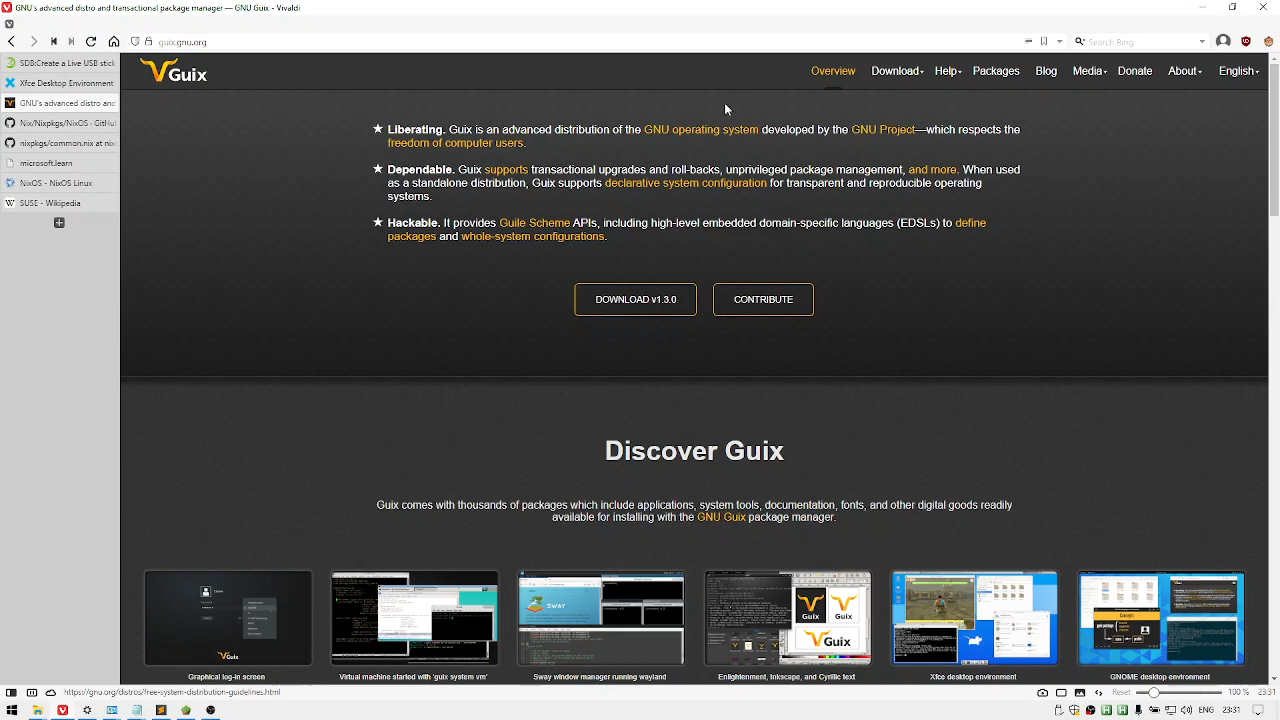 GNU's advanced distro and transactional package manager — GNU Guix - Vivaldi
guix.gnu.org
Search Bing
SDB:Create a Live USB stick
Xfce Desktop Environment
GNU's advanced distro and
Nix/Nixpkgs/NixOS · GitHub
nixpkgs/common.nix at nixo
microsoft.learn
NixOS - NixOS Linux
SUSE - Wikipedia
Guix
Overview
Download
Help
Packages
Blog
Media
Donate
About
English
★ Liberating. Guix is an advanced distribution of the GNU operating system developed by the GNU Project—which respects the
freedom of computer users.
★ Dependable. Guix supports transactional upgrades and roll-backs, unprivileged package management, and more. When used
as a standalone distribution, Guix supports declarative system configuration for transparent and reproducible operating
systems.
★ Hackable. It provides Guile Scheme APIs, including high-level embedded domain-specific languages (EDSLs) to define
packages and whole-system configurations.
DOWNLOAD v1.3.0
CONTRIBUTE
Discover Guix
Guix comes with thousands of packages which include applications, system tools, documentation, fonts, and other digital goods readily
available for installing with the GNU Guix package manager.
Guix
SWAY
Guix
Guix
Guix
Graphical log-in screen
Virtual machine started with 'guix system vm'
Sway window manager running wayland
Enlightenment, Inkscape, and Cyrillic text
Xfce desktop environment
GNOME desktop environment
https://gnu.org/distros/free-system-distribution-guidelines.html
Reset
100 %
23:31
ENG
23:31